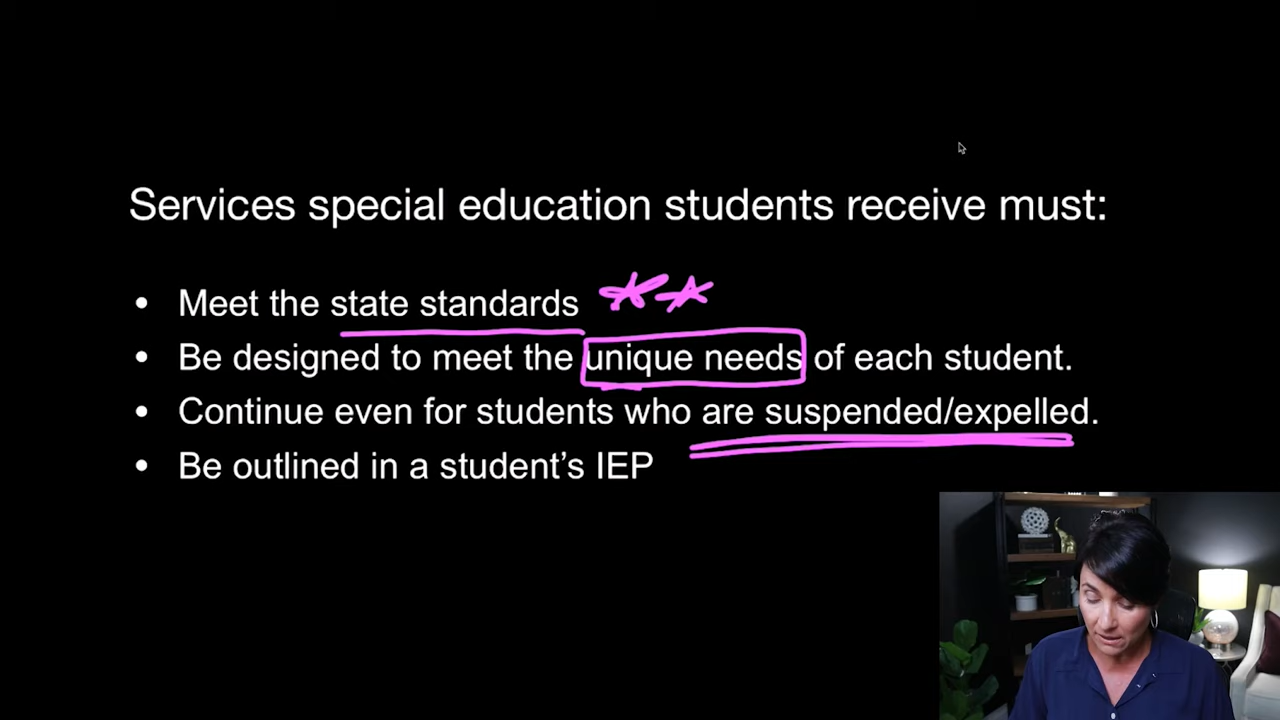 Services special education students receive must:
• Meet the state standards
• Be designed to meet the unique needs of each student.
• Continue even for students who are suspended/expelled.
• Be outlined in a student’s IEP